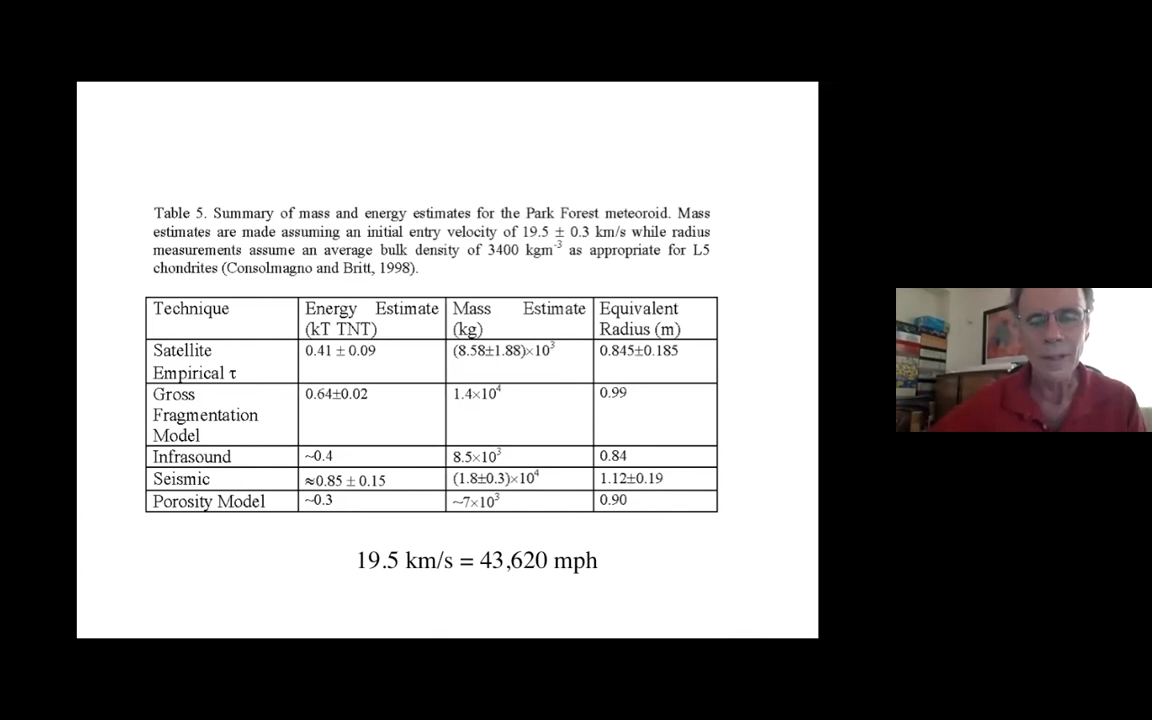 Table 5. Summary of mass and energy estimates for the Park Forest meteoroid. Mass
estimates are made assuming an initial entry velocity of 19.5 ± 0.3 km/s while radius
measurements assume an average bulk density of 3400 kgm⁻³ as appropriate for L5
chondrites (Consolmagno and Britt, 1998).
Technique Energy Estimate (kT TNT) Mass Estimate (kg) Equivalent Radius (m)
Satellite Empirical τ 0.41 ± 0.09 (8.58±1.88)×10³ 0.845±0.185
Gross Fragmentation Model 0.64±0.02 1.4×10⁴ 0.99
Infrasound ~0.4 8.5×10³ 0.84
Seismic ≈0.85 ± 0.15 (1.8±0.3)×10⁴ 1.12±0.19
Porosity Model ~0.3 ~7×10³ 0.90
19.5 km/s = 43,620 mph